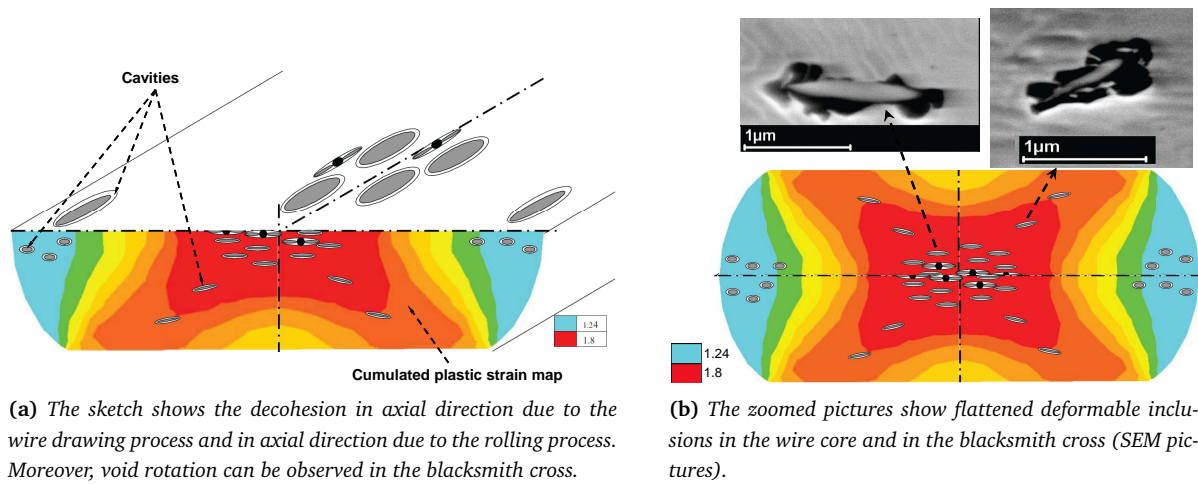 Cavities
1.24
1.8
Cumulated plastic strain map
(a) The sketch shows the decohesion in axial direction due to the
wire drawing process and in axial direction due to the rolling process.
Moreover, void rotation can be observed in the blacksmith cross.
1µm
1µm
1.24
1.8
(b) The zoomed pictures show flattened deformable inclu-
sions in the wire core and in the blacksmith cross (SEM pic-
tures).